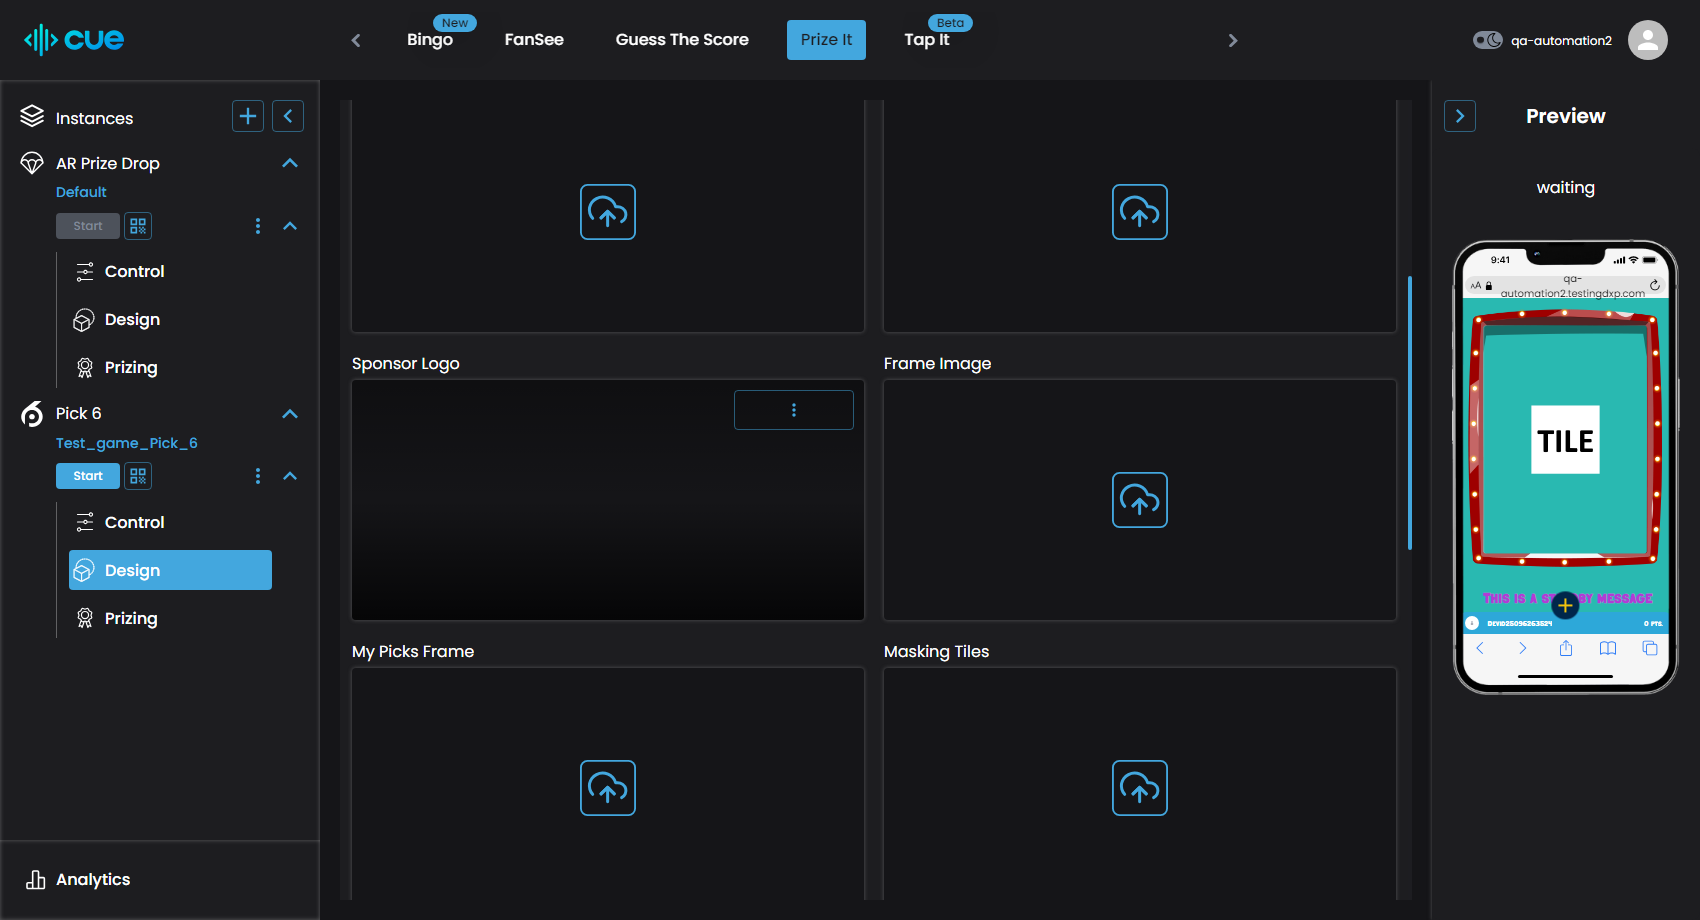 cue
New
Bingo
FanSee
Guess The Score
Prize It
Beta
Tap It
qa-automation2
Instances
AR Prize Drop
Default
Start
Control
Design
Prizing
Pick 6
Test_game_Pick_6
Start
Control
Design
Prizing
Analytics
Sponsor Logo
Frame Image
My Picks Frame
Masking Tiles
Preview
waiting
9:41
AA
qa-
automation2.testingdxp.com
TILE
THIS IS A ST BY MESSAGE
0 PTS.